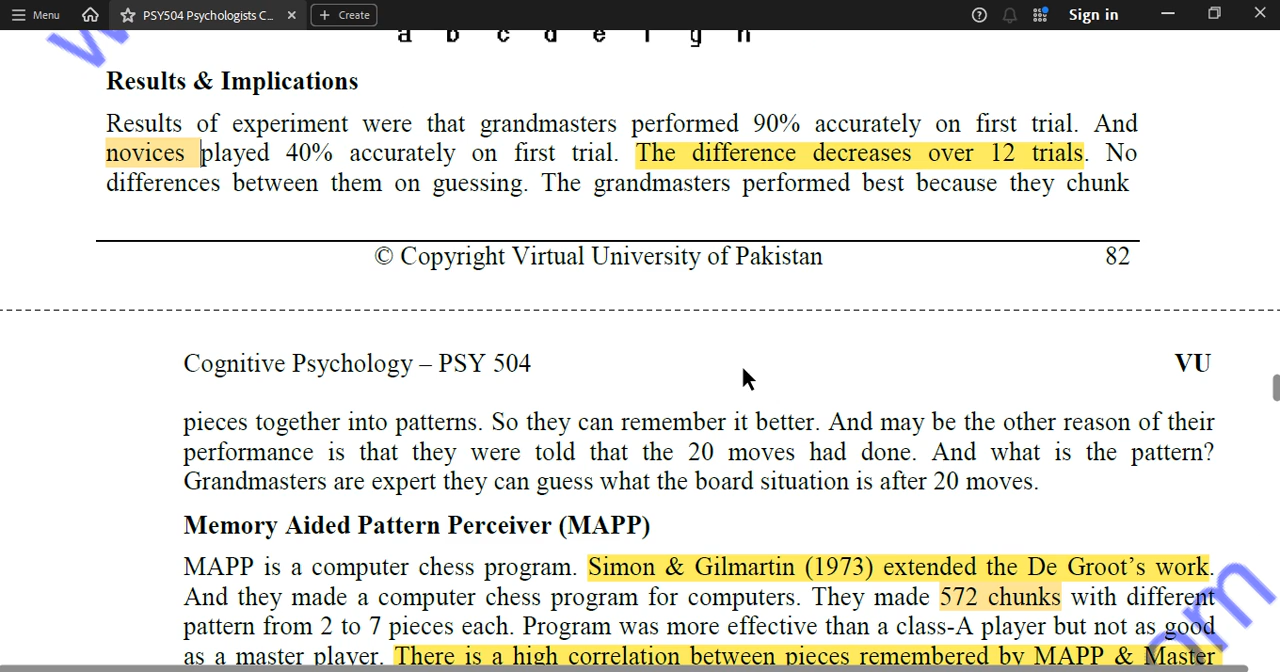 Menu
PSY504 Psychologists C...
Create
Sign in
a b c d e f g h
Results & Implications
Results of experiment were that grandmasters performed 90% accurately on first trial. And
novices played 40% accurately on first trial. The difference decreases over 12 trials. No
differences between them on guessing. The grandmasters performed best because they chunk
© Copyright Virtual University of Pakistan 82
Cognitive Psychology – PSY 504 VU
pieces together into patterns. So they can remember it better. And may be the other reason of their
performance is that they were told that the 20 moves had done. And what is the pattern?
Grandmasters are expert they can guess what the board situation is after 20 moves.
Memory Aided Pattern Perceiver (MAPP)
MAPP is a computer chess program. Simon & Gilmartin (1973) extended the De Groot's work.
And they made a computer chess program for computers. They made 572 chunks with different
pattern from 2 to 7 pieces each. Program was more effective than a class-A player but not as good
as a master player. There is a high correlation between pieces remembered by MAPP & Master